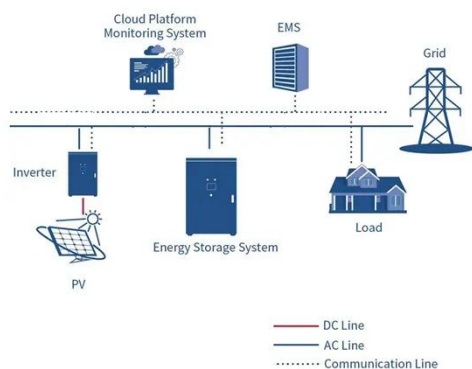 Cloud Platform
Monitoring System
EMS
Grid
Inverter
Energy Storage System
Load
PV
DC Line
AC Line
Communication Line